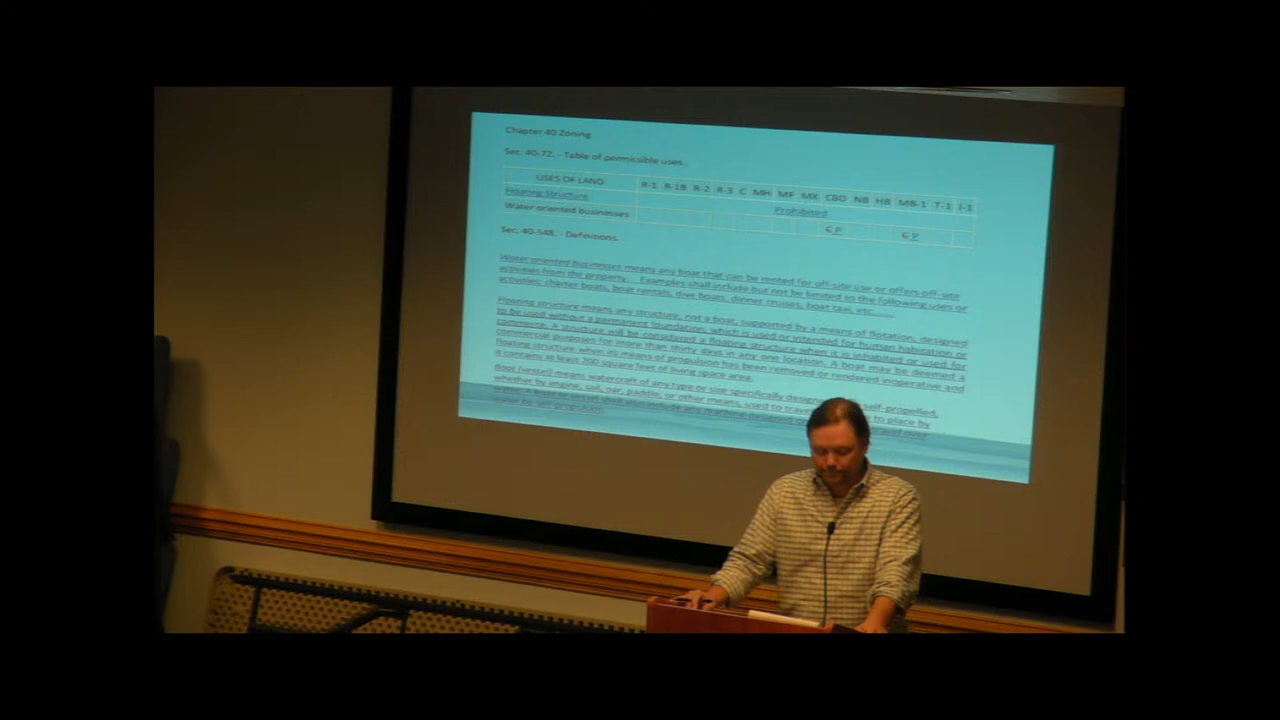 Chapter 40 Zoning
Sec. 40-72. - Table of permissible uses.
USES OF LAND R-1 R-1B R-2 R-3 C MH MF MX CBD NB HB MB-1 T-1 I-1
Floating Structure Prohibited
Water oriented businesses C P C P
Sec. 40-548. - Definitions.
Water oriented businesses means any boat that can be rented for off-site use or offers off-site
activities from the property. Examples shall include but not be limited to the following uses or
activities: charter boats, boat rentals, dive boats, dinner cruises, boat taxi, etc......
Floating structure means any structure, not a boat, supported by a means of flotation, designed
to be used without a permanent foundation, which is used or intended for human habitation or
commerce. A structure will be considered a floating structure when it is inhabited or used for
commercial purposes for more than thirty days in any one location. A boat may be deemed a
floating structure when its means of propulsion has been removed or rendered inoperative and
it contains at least 200 square feet of living space area.
Boat (vessel) means watercraft of any type or size specifically self-propelled,
whether by engine, sail, oar, paddle, or other means, used to to place by